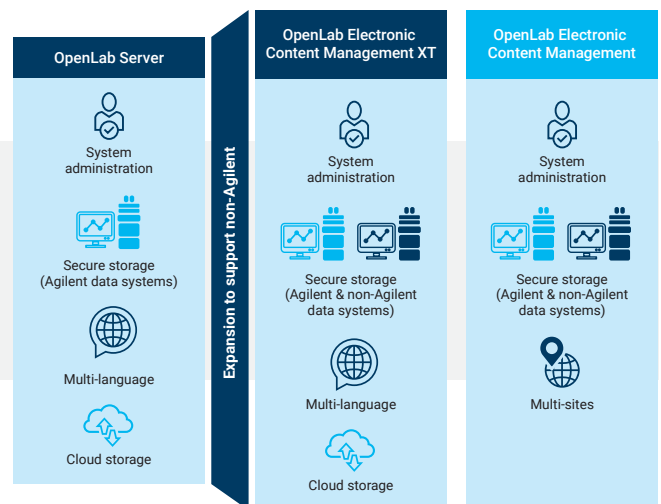 OpenLab Server
System
administration
Secure storage
(Agilent data systems)
Multi-language
Cloud storage
Expansion to support non-Agilent
OpenLab Electronic
Content Management XT
System
administration
Secure storage
(Agilent & non-Agilent
data systems)
Multi-language
Cloud storage
OpenLab Electronic
Content Management
System
administration
Secure storage
(Agilent & non-Agilent
data systems)
Multi-sites